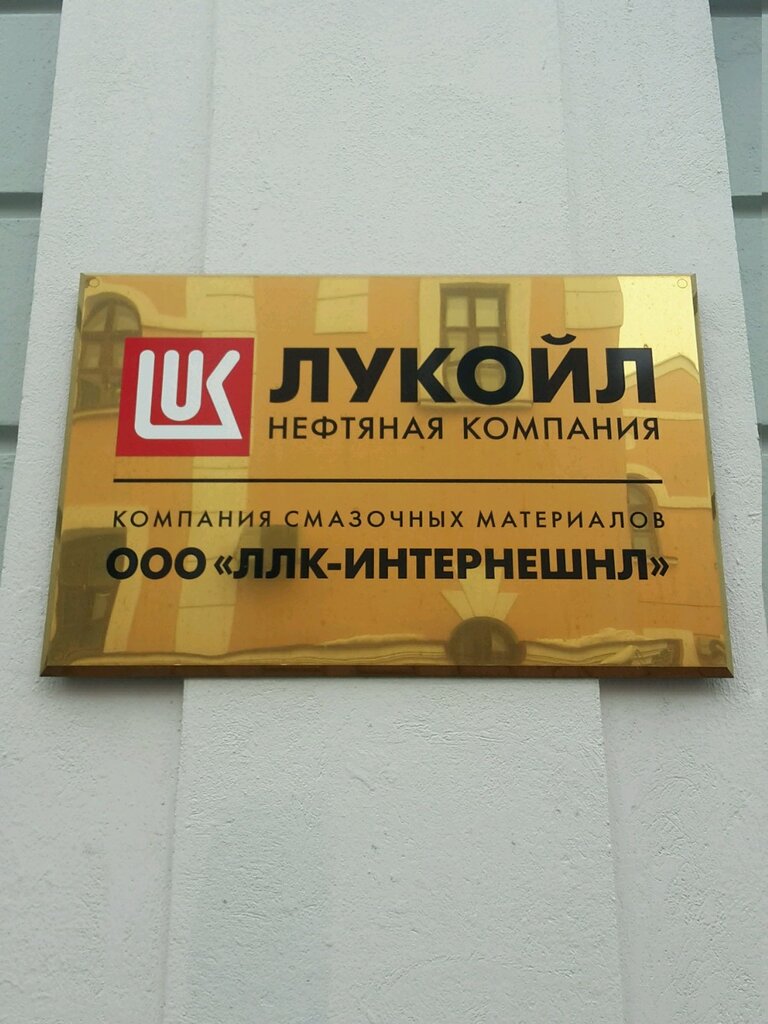 LUK ЛУКОЙЛ
НЕФТЯНАЯ КОМПАНИЯ
КОМПАНИЯ СМАЗОЧНЫХ МАТЕРИАЛОВ
ООО «ЛЛК-ИНТЕРНЕШНЛ»